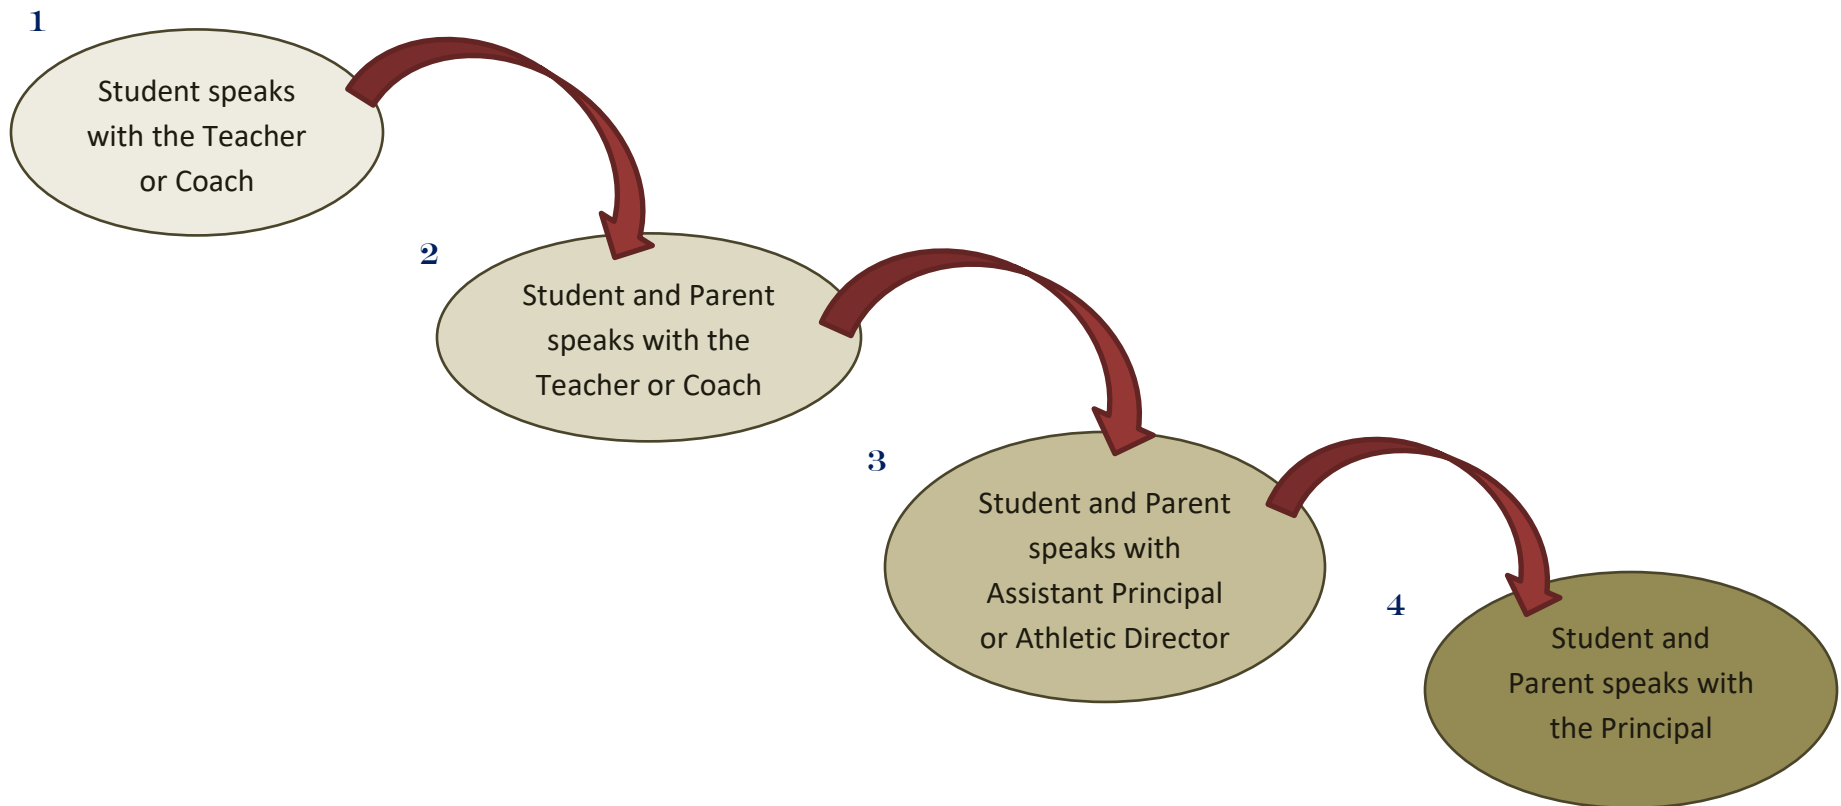 1
Student speaks
with the Teacher
or Coach
2
Student and Parent
speaks with the
Teacher or Coach
3
Student and Parent
speaks with
Assistant Principal
or Athletic Director
4
Student and
Parent speaks with
the Principal